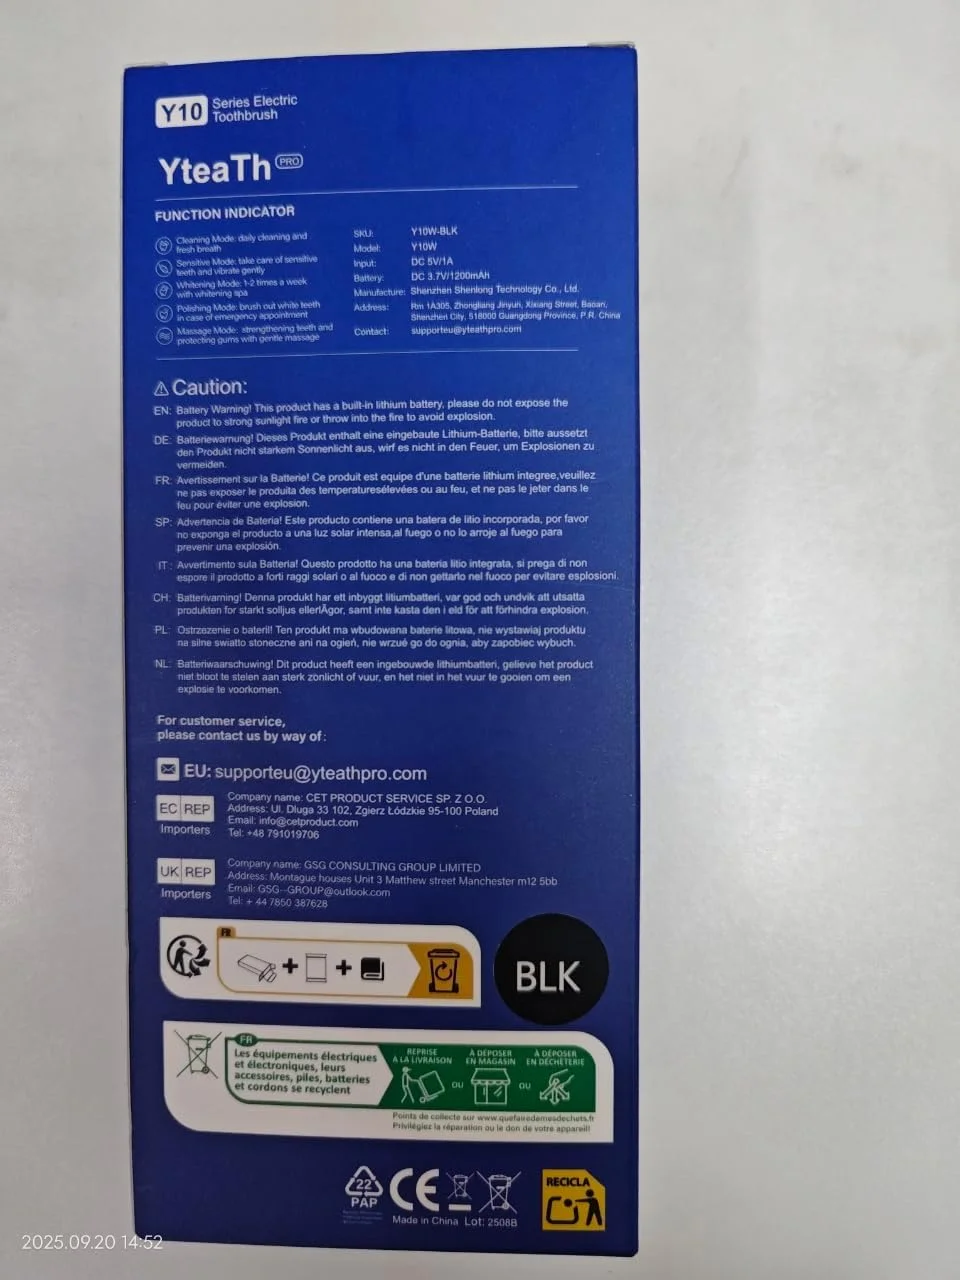 Y10 Series Electric
Toothbrush
YteaTh PRO
FUNCTION INDICATOR
Cleaning Mode: daily cleaning and
fresh breath
Sensitive Mode: take care of sensitive
teeth and vibrate gently
Whitening Mode: 1-2 times a week
with whitening spa
Polishing Mode: brush out white teeth
in case of emergency appointment
Massage Mode: strengthening teeth and
protecting gums with gentle massage
SKU: Y10W-BLK
Model: Y10W
Input: DC 5V/1A
Battery: DC 3.7V/1200mAh
Manufacture: Shenzhen Shenlong Technology Co., Ltd.
Address: Rm 1A305, Zhongliang Jinyuri, Xixiang Street, Baoan,
Shenzhen City, 518000 Guangdong Province, P.R. China
Contact: supporteu@yteathpro.com
Caution:
EN: Battery Warning! This product has a built-in lithium battery, please do not expose the
product to strong sunlight fire or throw into the fire to avoid explosion.
DE: Batteriewarnung! Dieses Produkt enthalt eine eingebaute Lithium-Batterie, bitte aussetzt
den Produkt nicht starkem Sonnenlicht aus, wirf es nicht in den Feuer, um Explosionen zu
vermeiden.
FR: Avertissement sur la Batterie! Ce produit est equipe d'une batterie lithium integree,veuillez
ne pas exposer le produita des temperaturesélevées ou au feu, et ne pas le jeter dans le
feu pour éviter une explosion.
SP: Advertencia de Bateria! Este producto contiene una batera de litio incorporada, por favor
no exponga el producto a una luz solar intensa,al fuego o no lo arroje al fuego para
prevenir una explosión.
IT: Avvertimento sula Batteria! Questo prodotto ha una bateria litio integrata, si prega di non
espore il prodotto a forti raggi solari o al fuoco e di non gettarlo nel fuoco per evitare esplosioni.
CH: Batterivarning! Denna produkt har ett inbyggt litiumbatteri, var god och undvik att utsatta
produkten for starkt solljus ellerlÅgor, samt inte kasta den i eld för att förhindra explosion.
PL: Ostrzezenie o bateril! Ten produkt ma wbudowana baterie litowa, nie wystawiaj produktu
na silne swiatto stoneczne ani na ogień, nie wrzué go do ognia, aby zapobiec wybuch.
NL: Batteriwaarschuwing! Dit product heeft een ingebouwde lithiumbatteri, gelieve het product
niet bloot te stelen aan sterk zonlicht of vuur, en het niet in het vuur te gooien om een
explosie te voorkomen.
For customer service,
please contact us by way of:
EU: supporteu@yteathpro.com
EC REP
Importers
Company name: CET PRODUCT SERVICE SP. Z O.O.
Address: Ul. Dluga 33 102, Zgierz Łódzkie 95-100 Poland
Email: info@cetproduct.com
Tel: +48 791019706
UK REP
Importers
Company name: GSG CONSULTING GROUP LIMITED
Address: Montague houses Unit 3 Matthew street Manchester m12 5bb
Email: GSG--GROUP@outlook.com
Tel: + 44 7850 387628
FR
BLK
FR
Les équipements électriques
et électroniques, leurs
accessoires, piles, batteries
et cordons se recyclent
REPRISE
À LA LIVRAISON
OU
À DÉPOSER
EN MAGASIN
OU
À DÉPOSER
EN DÉCHÈTERIE
Points de collecte sur www.quefairedemesdechets.fr
Privilégiez la réparation ou le don de votre appareil!
22
PAP
CE
Made in China Lot: 2508B
RECICLA
2025.09.20 14:52